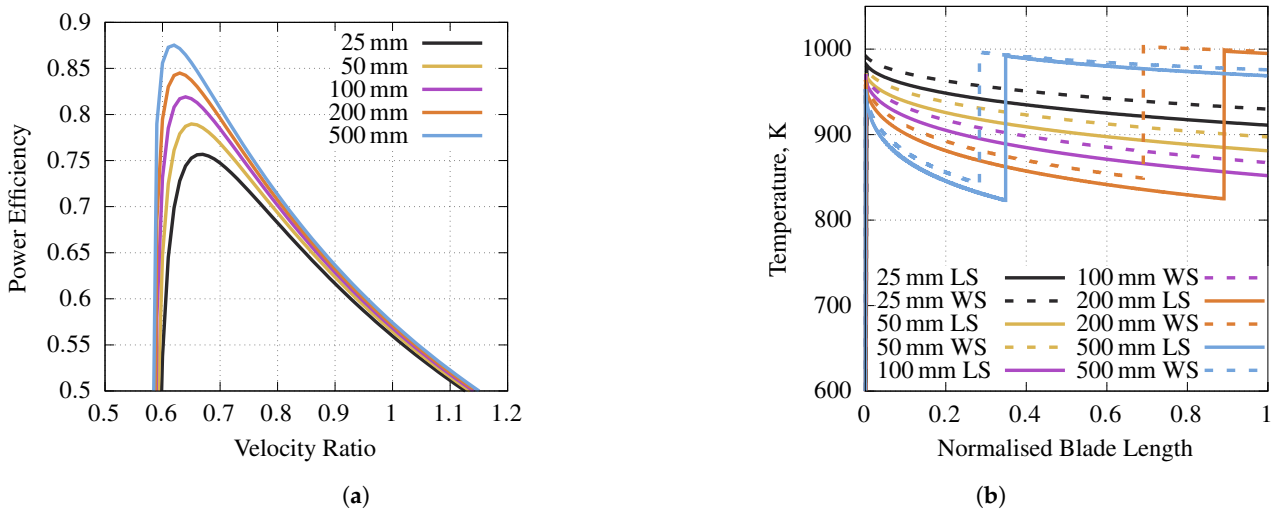 0.9
0.85
0.8
0.75
0.7
0.65
0.6
0.55
0.5
Power Efficiency
25 mm
50 mm
100 mm
200 mm
500 mm
0.5 0.6 0.7 0.8 0.9 1 1.1 1.2
Velocity Ratio
(a)
1000
900
800
700
600
Temperature, K
25 mm LS
25 mm WS
50 mm LS
50 mm WS
100 mm LS
100 mm WS
200 mm LS
200 mm WS
500 mm LS
500 mm WS
0 0.2 0.4 0.6 0.8 1
Normalised Blade Length
(b)